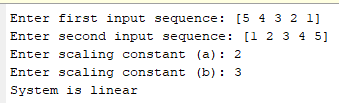 Enter first input sequence: [5 4 3 2 1]
Enter second input sequence: [1 2 3 4 5]
Enter scaling constant (a): 2
Enter scaling constant (b): 3
System is linear